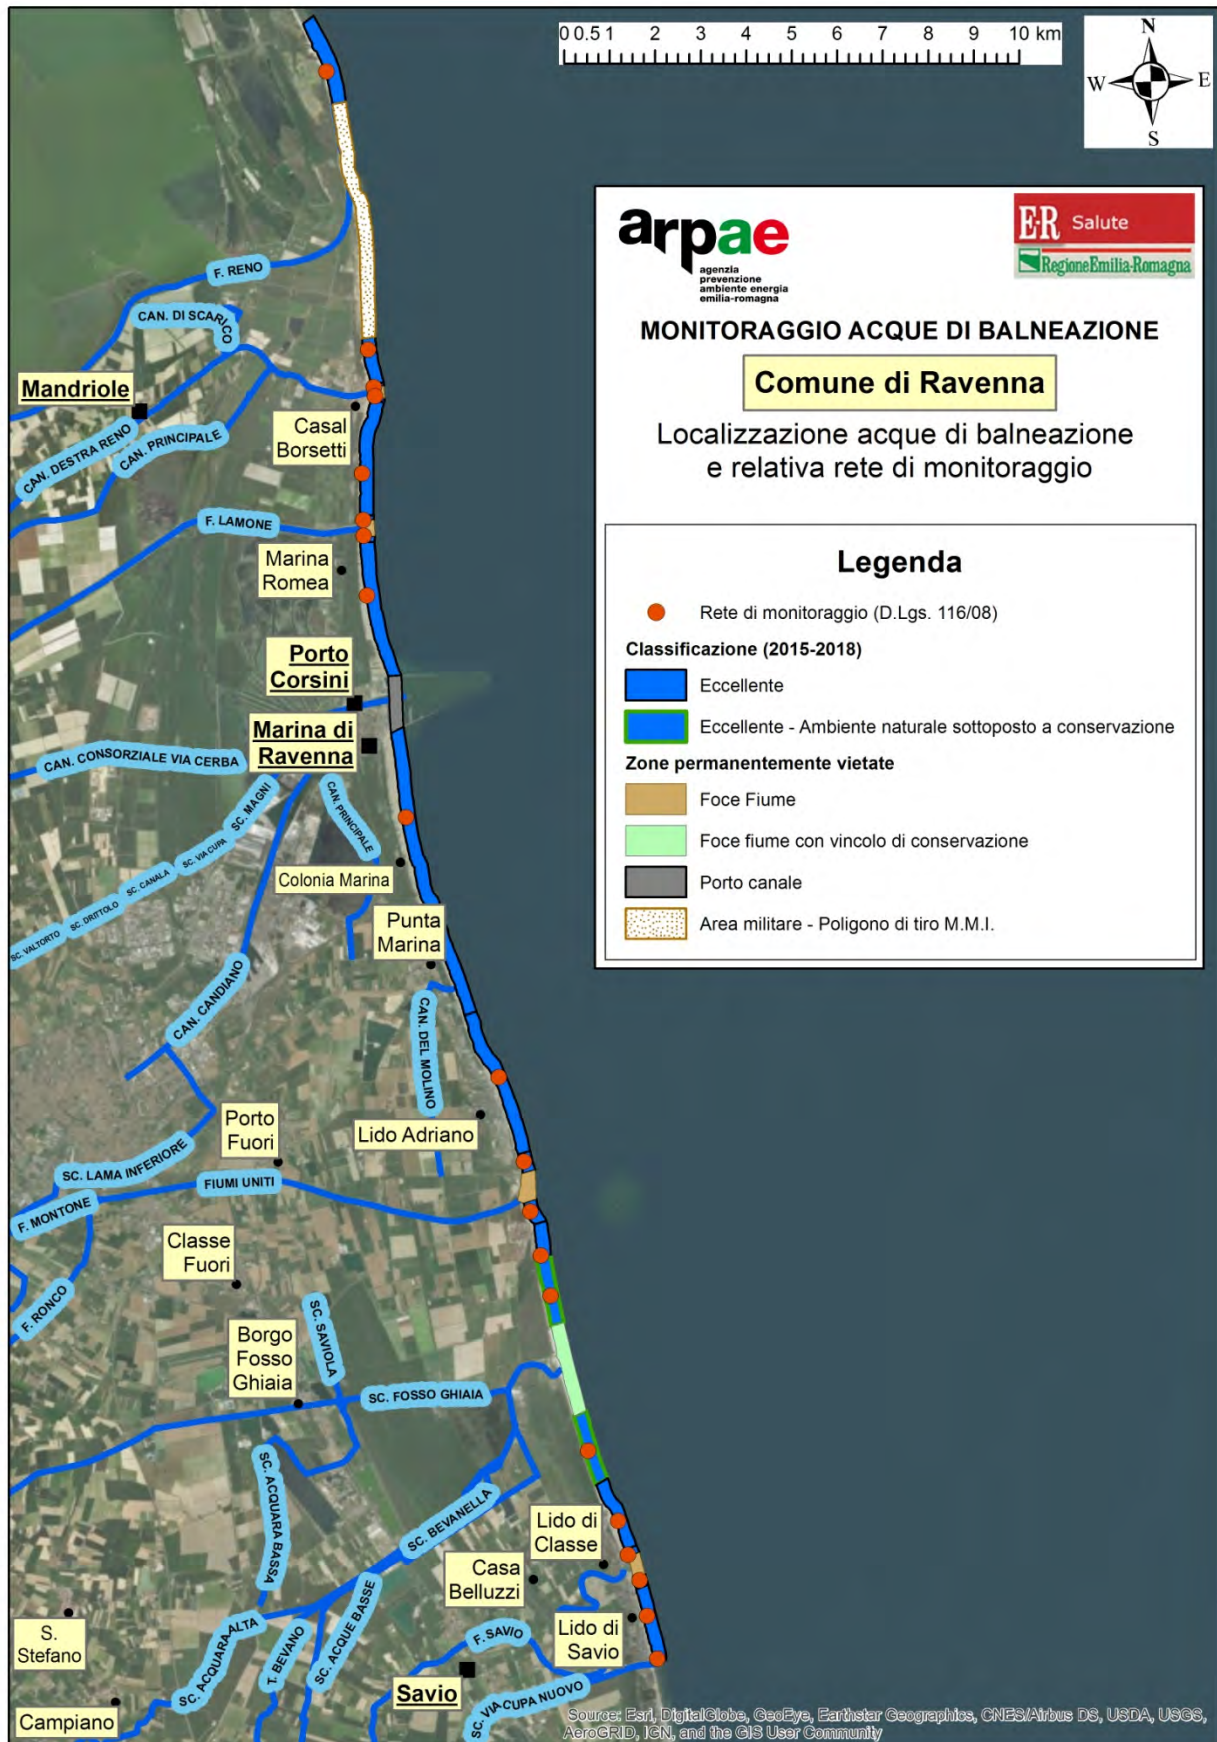 0 0.5 1 2 3 4 5 6 7 8 9 10 km
N
W
E
S
arpae
agenzia
prevenzione
ambiente energia
emilia-romagna
E-R Salute
RegioneEmilia-Romagna
MONITORAGGIO ACQUE DI BALNEAZIONE
Comune di Ravenna
Localizzazione acque di balneazione
e relativa rete di monitoraggio
Legenda
Rete di monitoraggio (D.Lgs. 116/08)
Classificazione (2015-2018)
Eccellente
Eccellente - Ambiente naturale sottoposto a conservazione
Zone permanentemente vietate
Foce Fiume
Foce fiume con vincolo di conservazione
Porto canale
Area militare - Poligono di tiro M.M.I.
F. RENO
CAN. DI SCARICO
Mandriole
CAN. DESTRA RENO
CAN. PRINCIPALE
Casal
Borsetti
F. LAMONE
Marina
Romea
Porto
Corsini
Marina di
Ravenna
CAN. CONSORZIALE VIA CERBA
SC. MAGNI
SC. VIA CUPA
SC. CANALA
SC. DRITTOLO
SC. VALTORTO
CAN. PRINCIPALE
Colonia Marina
Punta
Marina
CAN. CANDIANO
CAN. DEL MOLINO
Porto
Fuori
Lido Adriano
SC. LAMA INFERIORE
FIUMI UNITI
F. MONTONE
Classe
Fuori
F. RONCO
SC. SAVIOLA
Borgo
Fosso
Ghiaia
SC. FOSSO GHIAIA
SC. ACQUARA BASSA
SC. BEVANELLA
Lido di
Classe
Casa
Belluzzi
S.
Stefano
SC. ACQUARA ALTA
T. BEVANO
SC. ACQUE BASSE
F. SAVIO
Lido di
Savio
Savio
SC. VIA CUPA NUOVO
Campiano
Source: Esri, DigitalGlobe, GeoEye, Earthstar Geographics, CNES/Airbus DS, USDA, USGS,
AeroGRID, IGN, and the GIS User Community